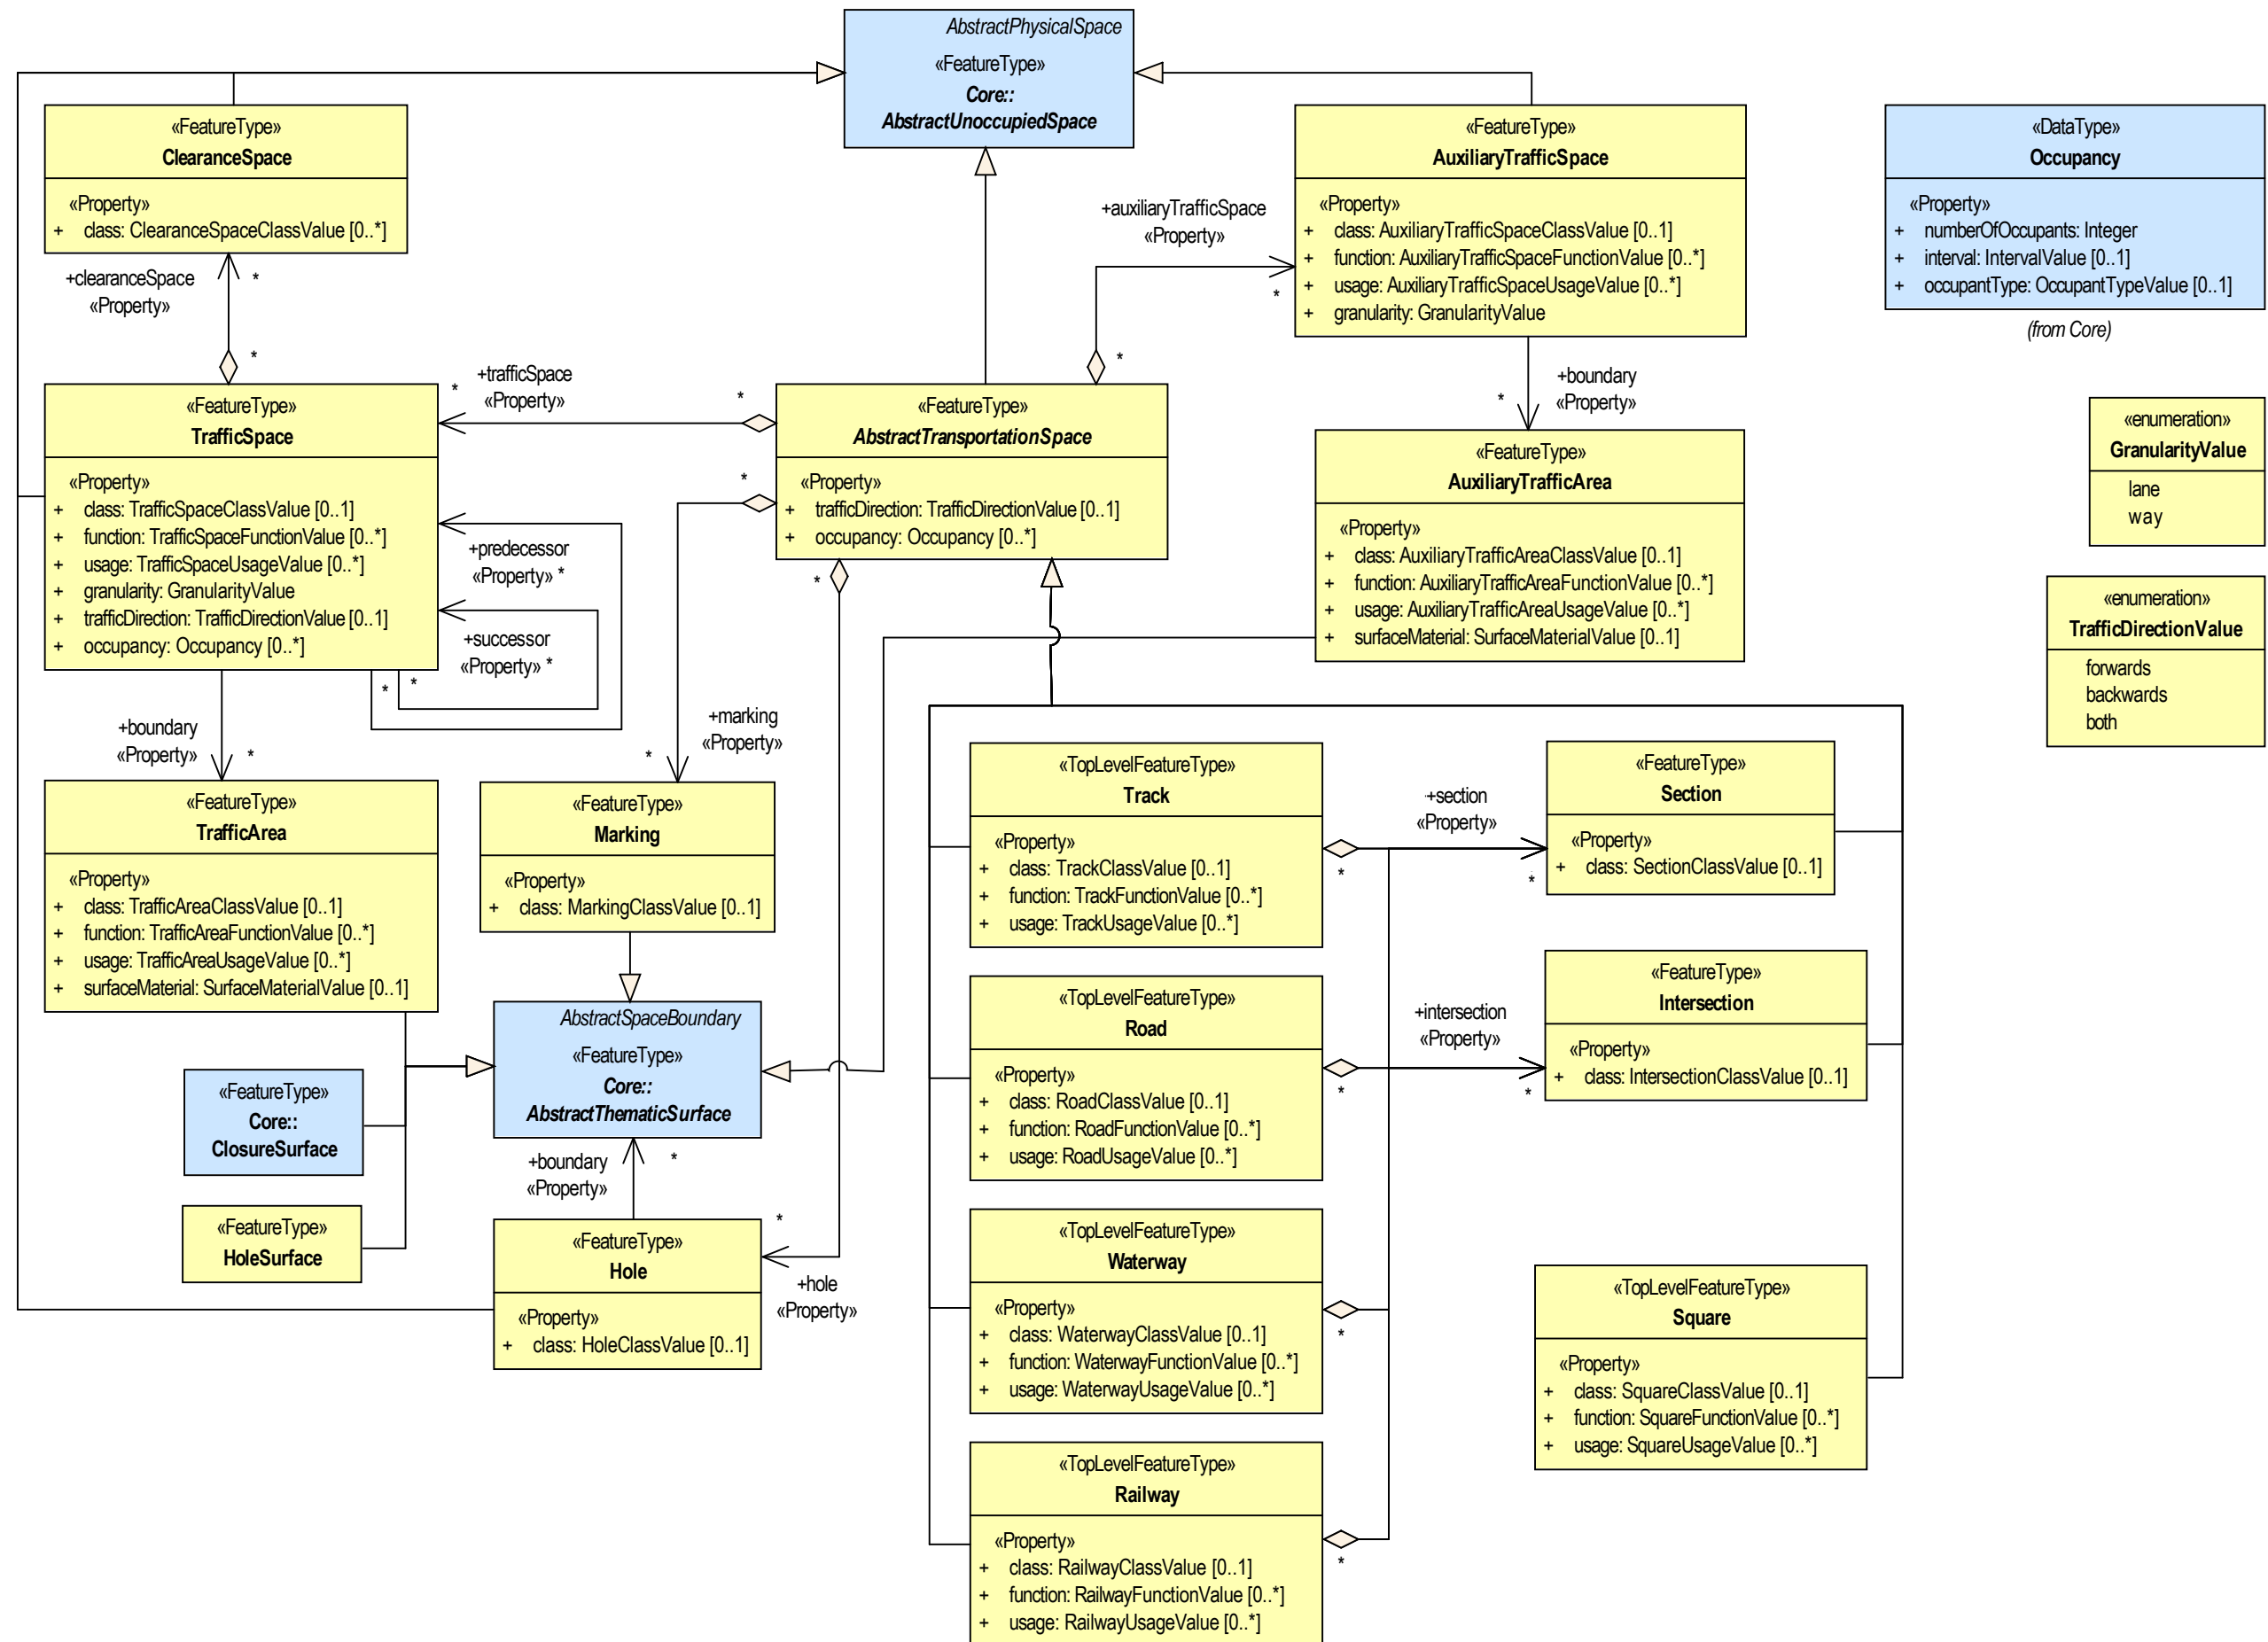 AbstractPhysicalSpace
«FeatureType»
Core::
AbstractUnoccupiedSpace
«FeatureType»
ClearanceSpace
«Property»
+ class: ClearanceSpaceClassValue [0..*]
«FeatureType»
AuxiliaryTrafficSpace
«Property»
+ class: AuxiliaryTrafficSpaceClassValue [0..1]
+ function: AuxiliaryTrafficSpaceFunctionValue [0..*]
+ usage: AuxiliaryTrafficSpaceUsageValue [0..*]
+ granularity: GranularityValue
«DataType»
Occupancy
«Property»
+ numberOfOccupants: Integer
+ interval: IntervalValue [0..1]
+ occupantType: OccupantTypeValue [0..1]
(from Core)
+clearanceSpace
«Property»
*
*
+auxiliaryTrafficSpace
«Property»
*
*
+trafficSpace
«Property»
*
*
«FeatureType»
TrafficSpace
«Property»
+ class: TrafficSpaceClassValue [0..1]
+ function: TrafficSpaceFunctionValue [0..*]
+ usage: TrafficSpaceUsageValue [0..*]
+ granularity: GranularityValue
+ trafficDirection: TrafficDirectionValue [0..1]
+ occupancy: Occupancy [0..*]
+predecessor
«Property» *
+successor
«Property» *
*
*
«FeatureType»
AbstractTransportationSpace
«Property»
+ trafficDirection: TrafficDirectionValue [0..1]
+ occupancy: Occupancy [0..*]
*
*
+boundary
«Property»
*
«FeatureType»
AuxiliaryTrafficArea
«Property»
+ class: AuxiliaryTrafficAreaClassValue [0..1]
+ function: AuxiliaryTrafficAreaFunctionValue [0..*]
+ usage: AuxiliaryTrafficAreaUsageValue [0..*]
+ surfaceMaterial: SurfaceMaterialValue [0..1]
«enumeration»
GranularityValue
lane
way
«enumeration»
TrafficDirectionValue
forwards
backwards
both
+boundary
«Property»
*
+marking
«Property»
*
«FeatureType»
TrafficArea
«Property»
+ class: TrafficAreaClassValue [0..1]
+ function: TrafficAreaFunctionValue [0..*]
+ usage: TrafficAreaUsageValue [0..*]
+ surfaceMaterial: SurfaceMaterialValue [0..1]
«FeatureType»
Marking
«Property»
+ class: MarkingClassValue [0..1]
«TopLevelFeatureType»
Track
«Property»
+ class: TrackClassValue [0..1]
+ function: TrackFunctionValue [0..*]
+ usage: TrackUsageValue [0..*]
*
+section
«Property»
*
«FeatureType»
Section
«Property»
+ class: SectionClassValue [0..1]
«TopLevelFeatureType»
Road
«Property»
+ class: RoadClassValue [0..1]
+ function: RoadFunctionValue [0..*]
+ usage: RoadUsageValue [0..*]
*
+intersection
«Property»
*
«FeatureType»
Intersection
«Property»
+ class: IntersectionClassValue [0..1]
AbstractSpaceBoundary
«FeatureType»
Core::
AbstractThematicSurface
«FeatureType»
Core::
ClosureSurface
+boundary
«Property»
*
«FeatureType»
HoleSurface
«FeatureType»
Hole
«Property»
+ class: HoleClassValue [0..1]
*
+hole
«Property»
«TopLevelFeatureType»
Waterway
«Property»
+ class: WaterwayClassValue [0..1]
+ function: WaterwayFunctionValue [0..*]
+ usage: WaterwayUsageValue [0..*]
*
«TopLevelFeatureType»
Square
«Property»
+ class: SquareClassValue [0..1]
+ function: SquareFunctionValue [0..*]
+ usage: SquareUsageValue [0..*]
«TopLevelFeatureType»
Railway
«Property»
+ class: RailwayClassValue [0..1]
+ function: RailwayFunctionValue [0..*]
+ usage: RailwayUsageValue [0..*]
*